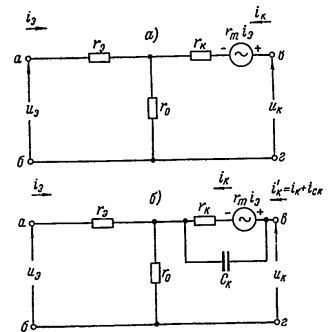 iэ а) iк
rэ rк - rm iэ +
а в
uэ r0 uк
б г
iэ б) iк i'к=iк+iск
rэ rк - rm iэ +
а в
uэ r0 Cк uк
б г